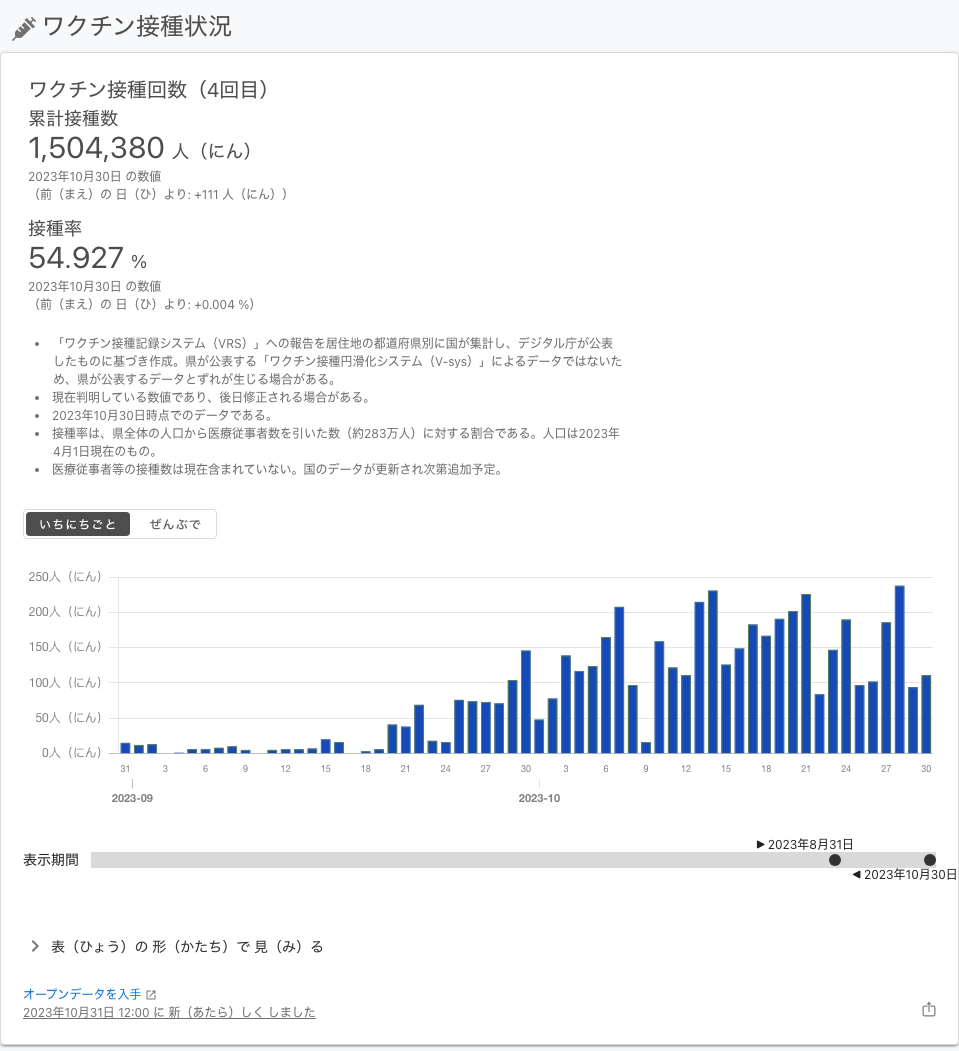 ワクチン接種状況
ワクチン接種回数（4回目）
累計接種数
1,504,380 人（にん）
2023年10月30日 の数値
（前（まえ）の 日（ひ）より: +111 人（にん））
接種率
54.927 %
2023年10月30日 の数値
（前（まえ）の 日（ひ）より: +0.004 %）
• 「ワクチン接種記録システム（VRS）」への報告を居住地の都道府県別に国が集計し、デジタル庁が公表
したものに基づき作成。県が公表する「ワクチン接種円滑化システム（V-sys）」によるデータではないた
め、県が公表するデータとずれが生じる場合がある。
• 現在判明している数値であり、後日修正される場合がある。
• 2023年10月30日時点でのデータである。
• 接種率は、県全体の人口から医療従事者数を引いた数（約283万人）に対する割合である。人口は2023年
4月1日現在のもの。
• 医療従事者等の接種数は現在含まれていない。国のデータが更新され次第追加予定。
いちにちごと ぜんぶで
250人（にん）
200人（にん）
150人（にん）
100人（にん）
50人（にん）
0人（にん）
31 3 6 9 12 15 18 21 24 27 30 3 6 9 12 15 18 21 24 27 30
2023-09 2023-10
▶ 2023年8月31日
表示期間
◀ 2023年10月30日
表（ひょう）の 形（かたち）で 見（み）る
オープンデータを入手
2023年10月31日 12:00 に 新（あたら）しく しました